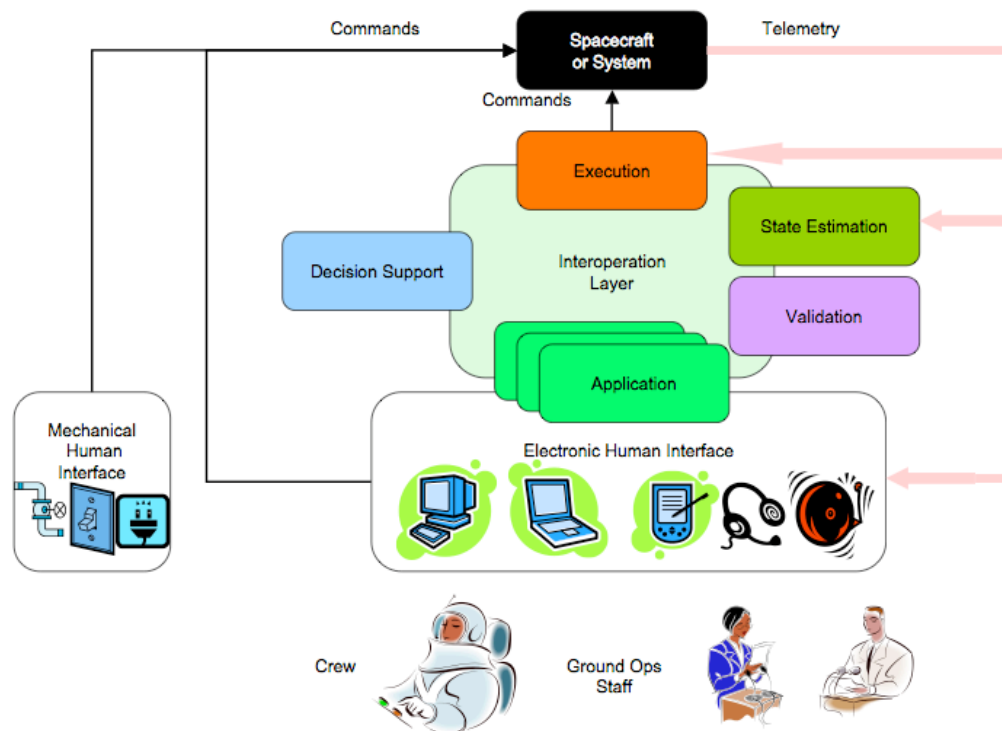 Commands
Spacecraft
or System
Telemetry
Commands
Execution
State Estimation
Decision Support
Interoperation
Layer
Validation
Application
Mechanical
Human
Interface
Electronic Human Interface
Crew
Ground Ops
Staff